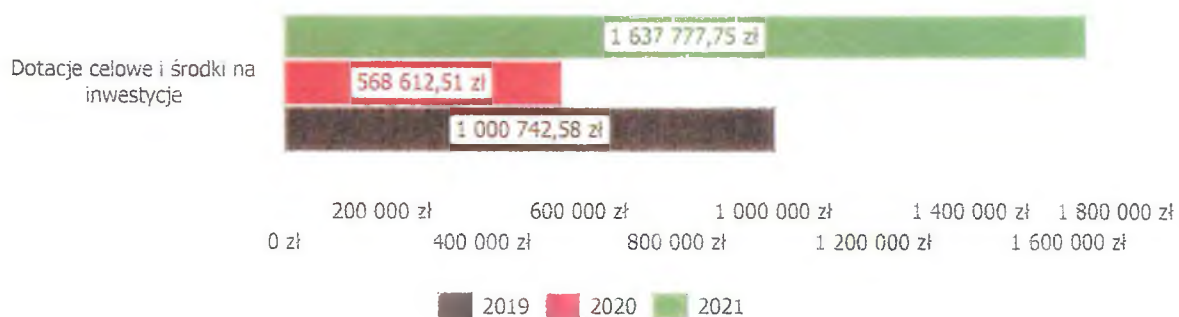 1 637 777,75 zł
Dotacje celowe i środki na
inwestycje
568 612,51 zł
1 000 742,58 zł
200 000 zł 600 000 zł 1 000 000 zł 1 400 000 zł 1 800 000 zł
0 zł 400 000 zł 800 000 zł 1 200 000 zł 1 600 000 zł
2019 2020 2021